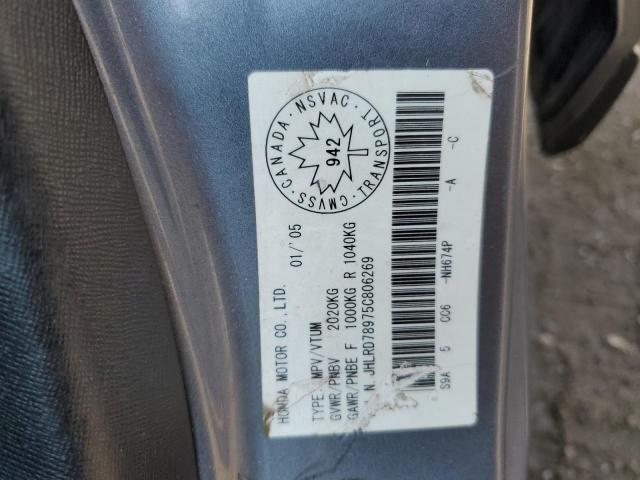 HONDA MOTOR CO.,LTD. 01/'05
TYPE: MPV/VTUM
GVWR/PNBV 2020KG
GAWR/PNBE F 1000KG R 1040KG
N JHLRD78975C806269
S9A 5 C06 -NH674P -A -C
CANADA · NSVAC · TRANSPORT · CMVSS ·
942